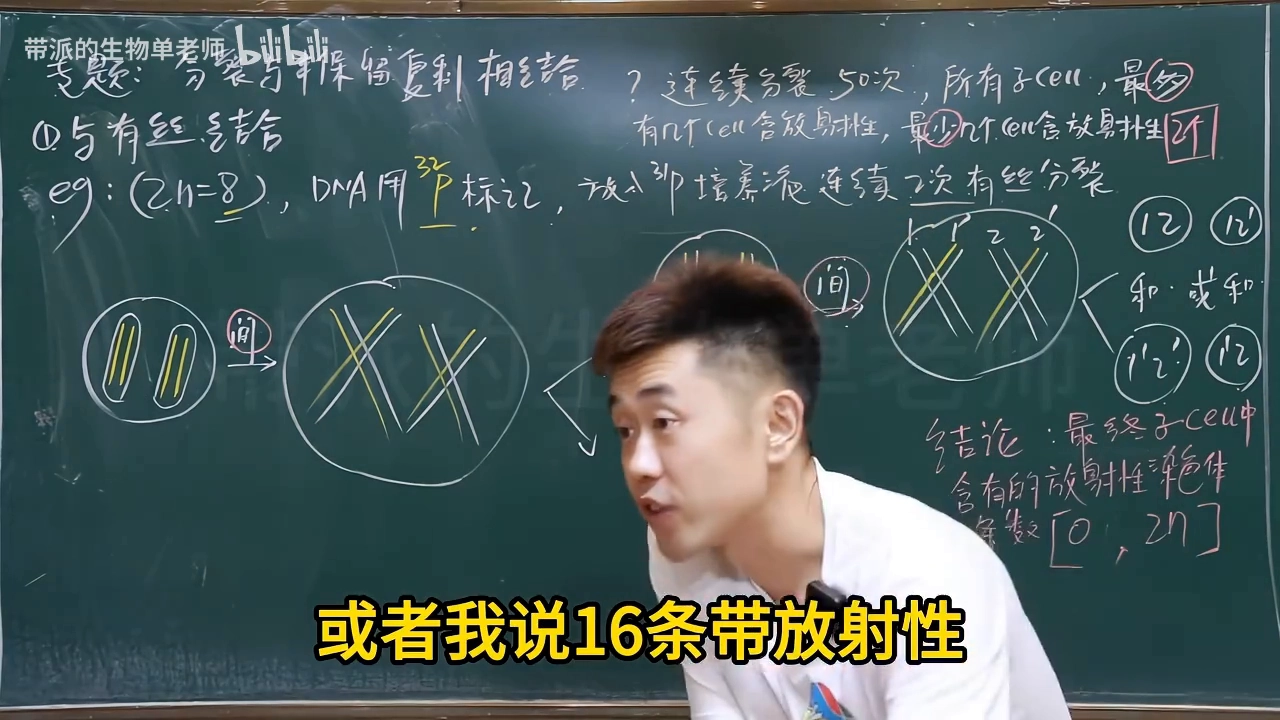 带派的生物单老师 bilibili
专题：分裂与半保留复制相结合
①与有丝结合
eg：(2n=8)，DNA用³²P标记，放入³¹P培养液连续2次有丝分裂
？连续分裂50次，所有子cell，最多
有几个cell含放射性，最少几个cell含放射性 2个
间
间
1 1' 2 2'
12 12'
和 或 和
1'2' 1'2
结论：最终子cell中
含有的放射性染色体
条数[0，2n]
或者我说16条带放射性